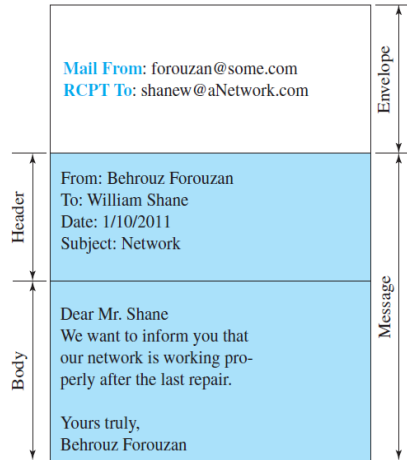 Mail From: forouzan@some.com
RCPT To: shanew@aNetwork.com
Envelope
From: Behrouz Forouzan
To: William Shane
Date: 1/10/2011
Subject: Network
Header
Dear Mr. Shane
We want to inform you that
our network is working pro-
perly after the last repair.
Yours truly,
Behrouz Forouzan
Body
Message